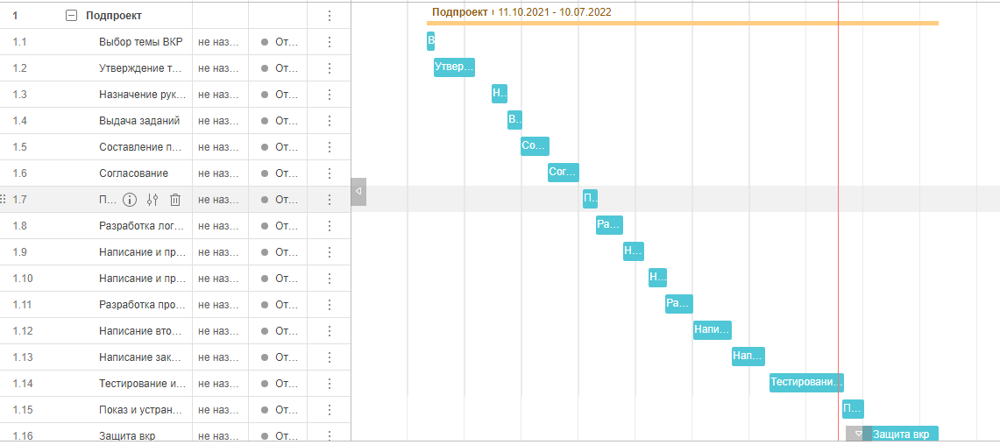 1 Подпроект Подпроект 11.10.2021 - 10.07.2022
1.1 Выбор темы ВКР не наз... От... В
1.2 Утверждение т... не наз... От... Утвер...
1.3 Назначение рук... не наз... От... Н...
1.4 Выдача заданий не наз... От... В...
1.5 Составление п... не наз... От... Со...
1.6 Согласование не наз... От... Сог...
1.7 П... не наз... От... П...
1.8 Разработка лог... не наз... От... Ра...
1.9 Написание и пр... не наз... От... Н...
1.10 Написание и пр... не наз... От... Н...
1.11 Разработка про... не наз... От... Ра...
1.12 Написание вто... не наз... От... Напи...
1.13 Написание зак... не наз... От... Нап...
1.14 Тестирование и... не наз... От... Тестировани...
1.15 Показ и устран... не наз... От... П...
1.16 Защита вкр не наз... От... Защита вкр